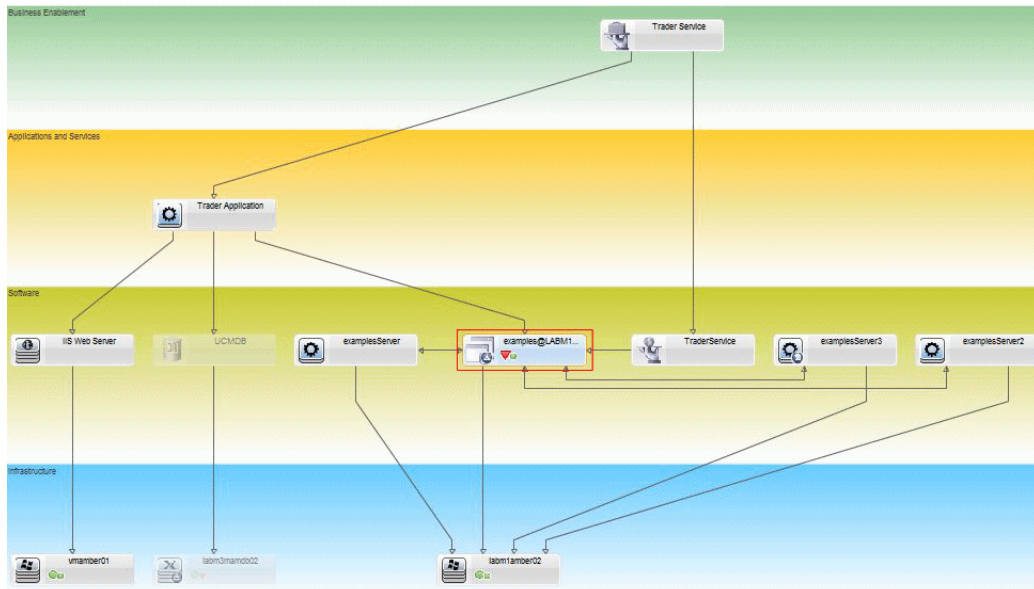 Business Enablement
Trader Service
Applications and Services
Trader Application
Software
IIS Web Server
UCMDB
examplesServer
examples@LABM1...
TraderService
examplesServer3
examplesServer2
Infrastructure
vmamber01
labm3mamdb02
labm1amber02